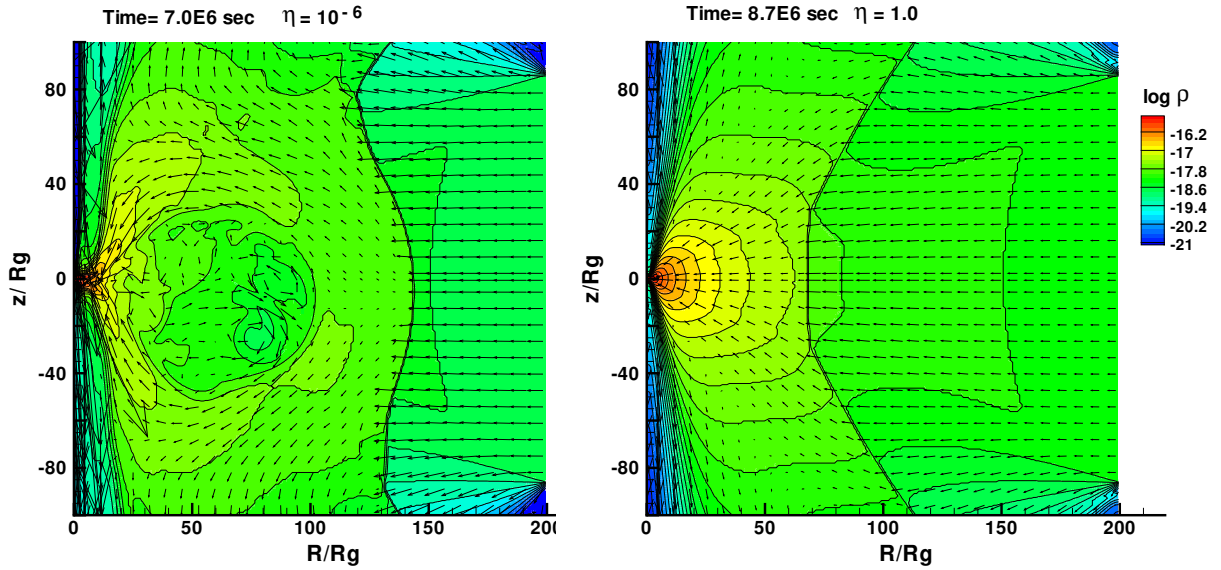 Time= 7.0E6 sec η = 10⁻⁶
80
40
0
-40
-80
z/ Rg
0 50 100 150 200
R/Rg
Time= 8.7E6 sec η = 1.0
80
40
0
-40
-80
z/Rg
0 50 100 150 200
R/Rg
log ρ
-16.2
-17
-17.8
-18.6
-19.4
-20.2
-21